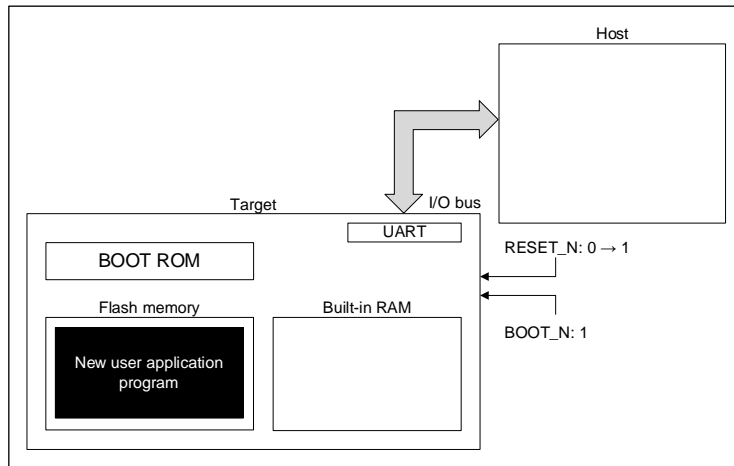 Host
Target
I/O bus
UART
BOOT ROM
RESET_N: 0 → 1
Flash memory
Built-in RAM
BOOT_N: 1
New user application
program